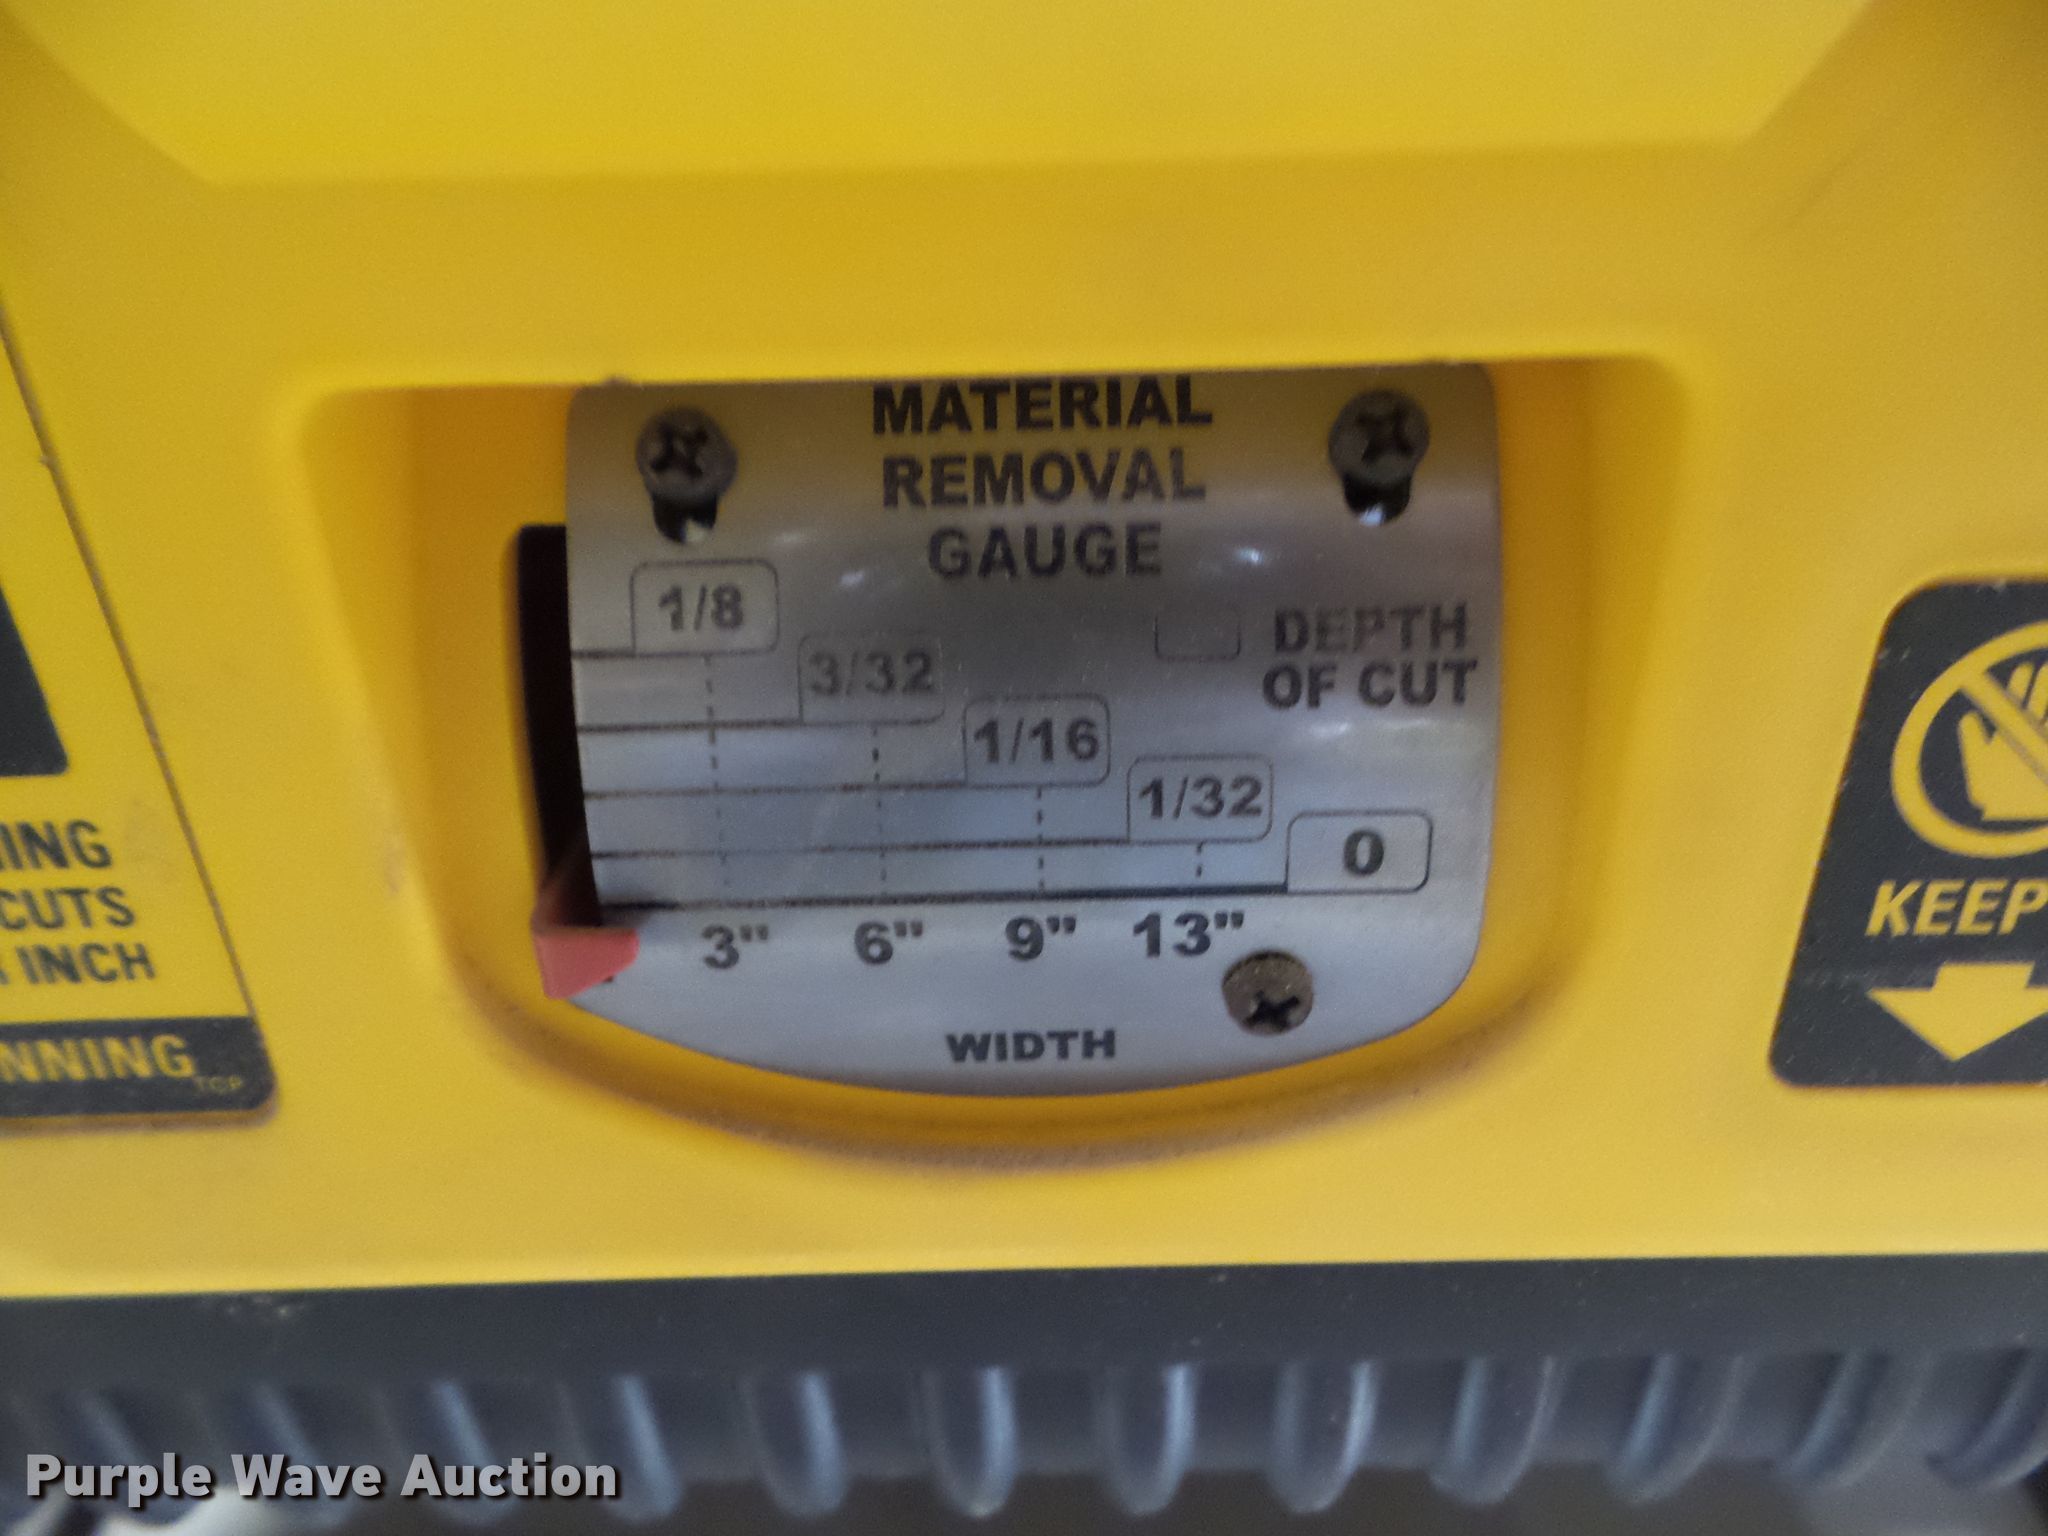 MATERIAL
REMOVAL
GAUGE
1/8
3/32
1/16
1/32
0
DEPTH
OF CUT
3" 6" 9" 13"
WIDTH
ING
CUTS
INCH
NNING
TCP
KEEP
Purple Wave Auction